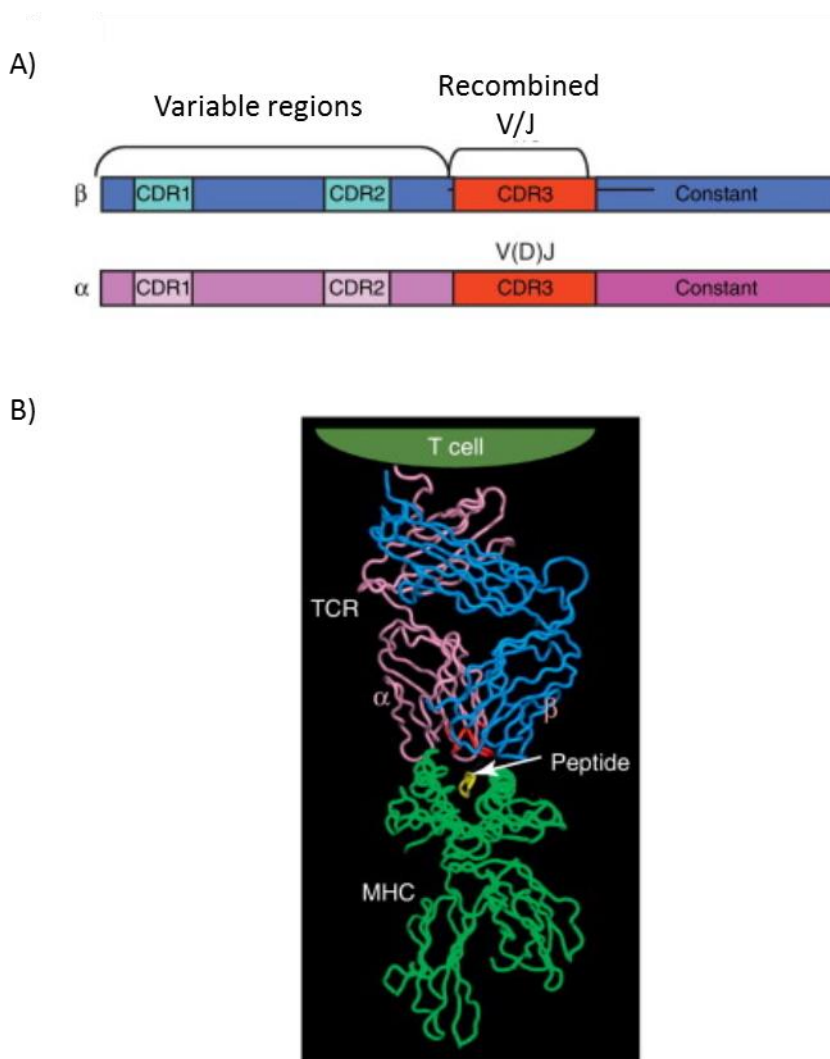 A)
Variable regions
Recombined
V/J
β CDR1 CDR2 CDR3 Constant
V(D)J
α CDR1 CDR2 CDR3 Constant
B)
T cell
TCR
α β
Peptide
MHC